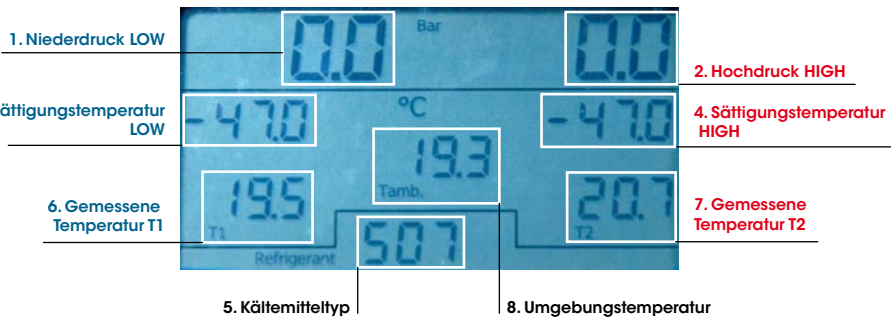 1. Niederdruck LOW
0.0
Bar
0.0
2. Hochdruck HIGH
ättigungstemperatur
LOW
-47.0
°C
-47.0
4. Sättigungstemperatur
HIGH
19.3
Tamb.
6. Gemessene
Temperatur T1
19.5
T1
20.7
T2
7. Gemessene
Temperatur T2
Refrigerant
507
5. Kältemitteltyp
8. Umgebungstemperatur